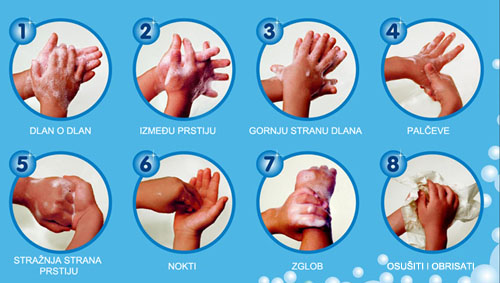 1
2
3
4
DLAN O DLAN
IZMEĐU PRSTIJU
GORNJU STRANU DLANA
PALČEVE
5
6
7
8
STRAŽNJA STRANA
PRSTIJU
NOKTI
ZGLOB
OSUŠITI I OBRISATI